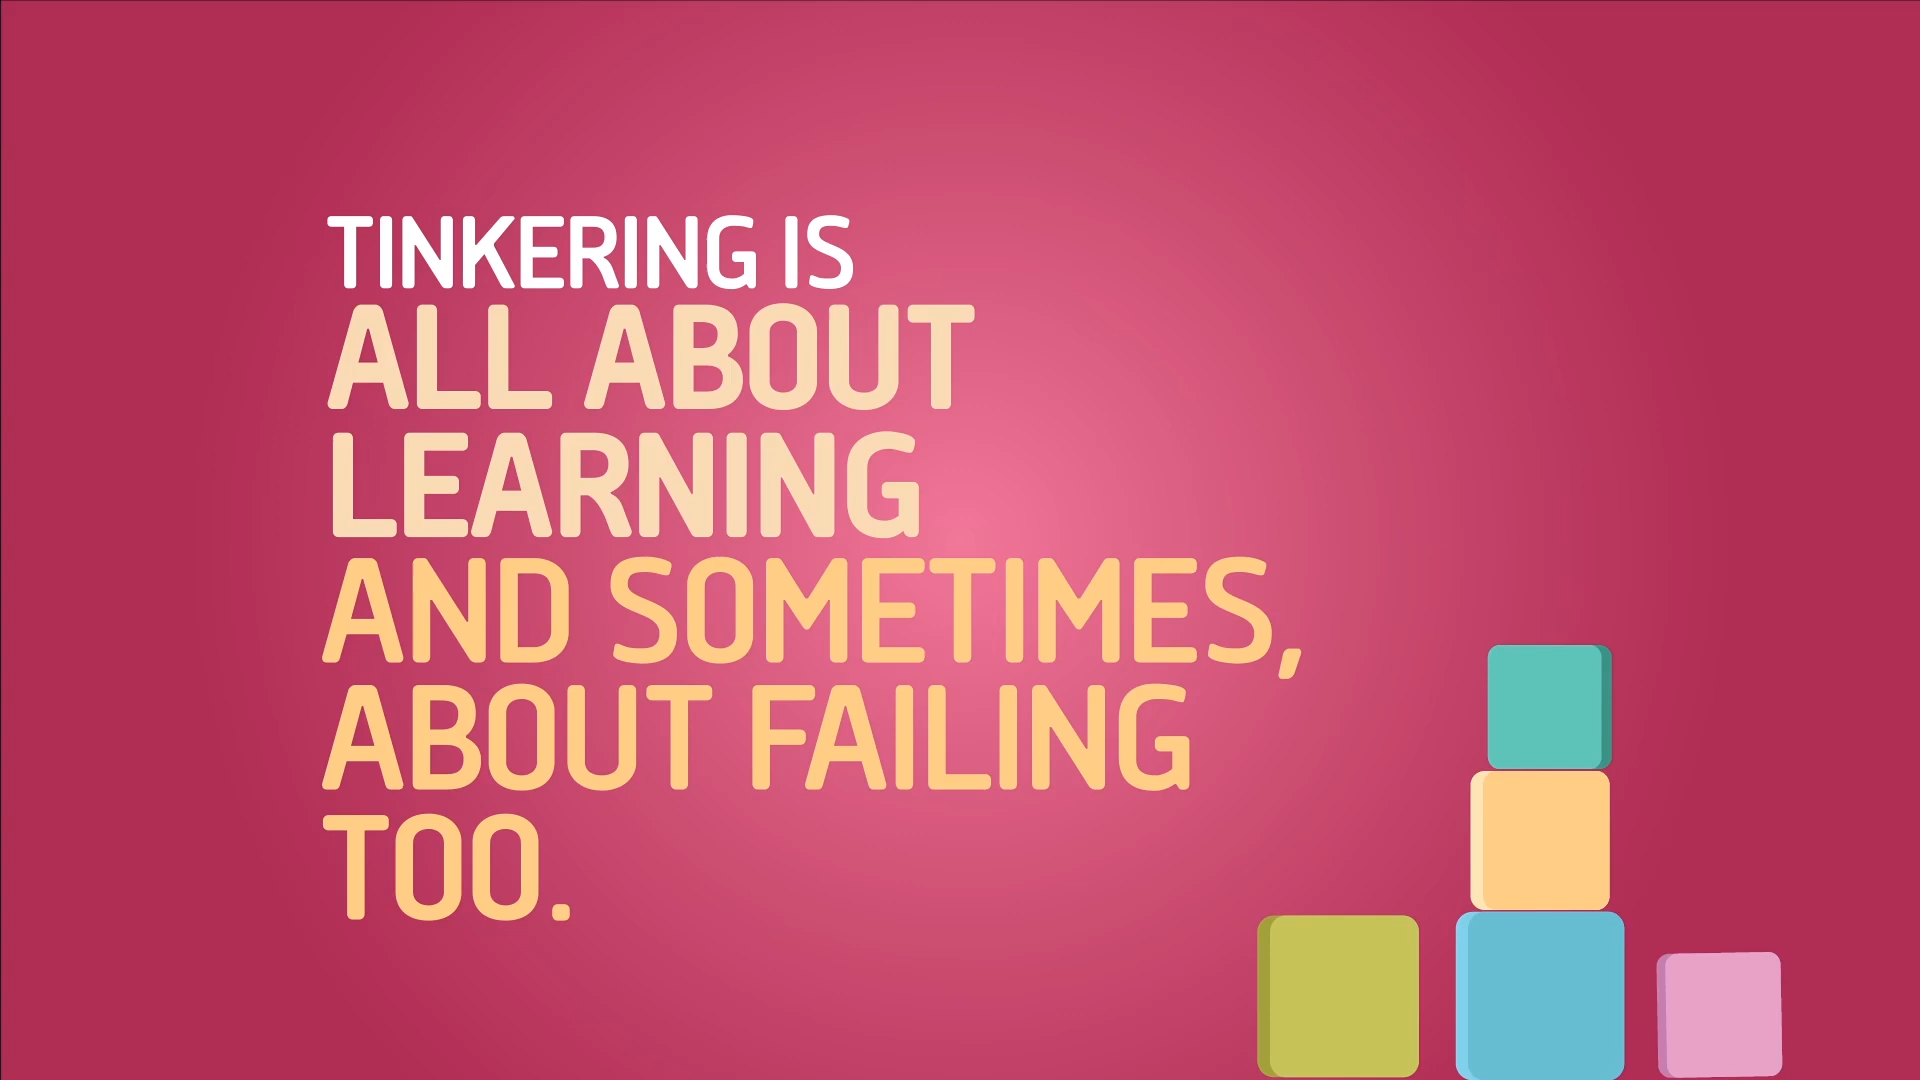 TINKERING IS
ALL ABOUT
LEARNING
AND SOMETIMES,
ABOUT FAILING
TOO.